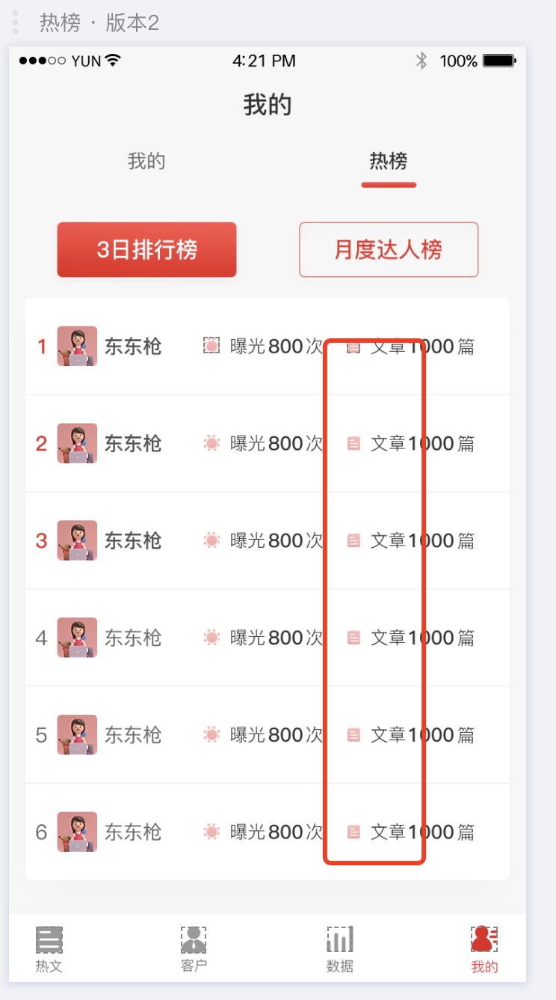 热榜 · 版本2
YUN 4:21 PM 100%
我的
我的 热榜
3日排行榜 月度达人榜
1 东东枪 曝光800次 文章1000篇
2 东东枪 曝光800次 文章1000篇
3 东东枪 曝光800次 文章1000篇
4 东东枪 曝光800次 文章1000篇
5 东东枪 曝光800次 文章1000篇
6 东东枪 曝光800次 文章1000篇
热文 客户 数据 我的